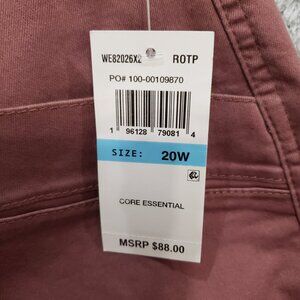 WE82026X2 ROTP
PO# 100-00109870
1 96128 79081 4
SIZE: 20W
CORE ESSENTIAL
MSRP $88.00